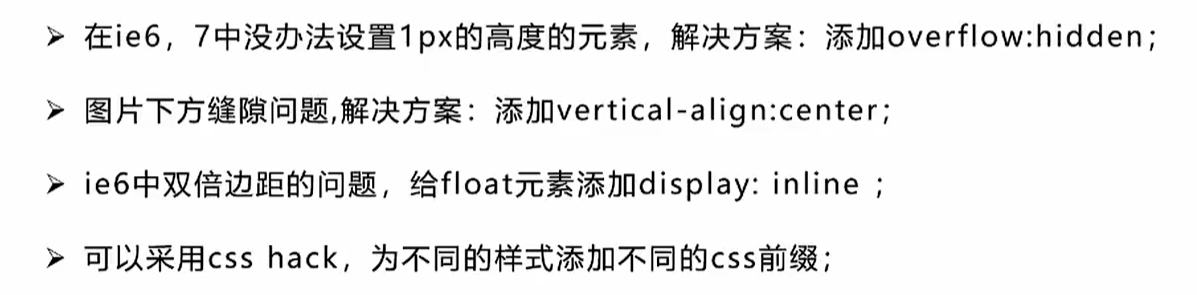 ➢ 在ie6，7中没办法设置1px的高度的元素，解决方案：添加overflow:hidden；
➢ 图片下方缝隙问题,解决方案：添加vertical-align:center；
➢ ie6中双倍边距的问题，给float元素添加display: inline ；
➢ 可以采用css hack，为不同的样式添加不同的css前缀；